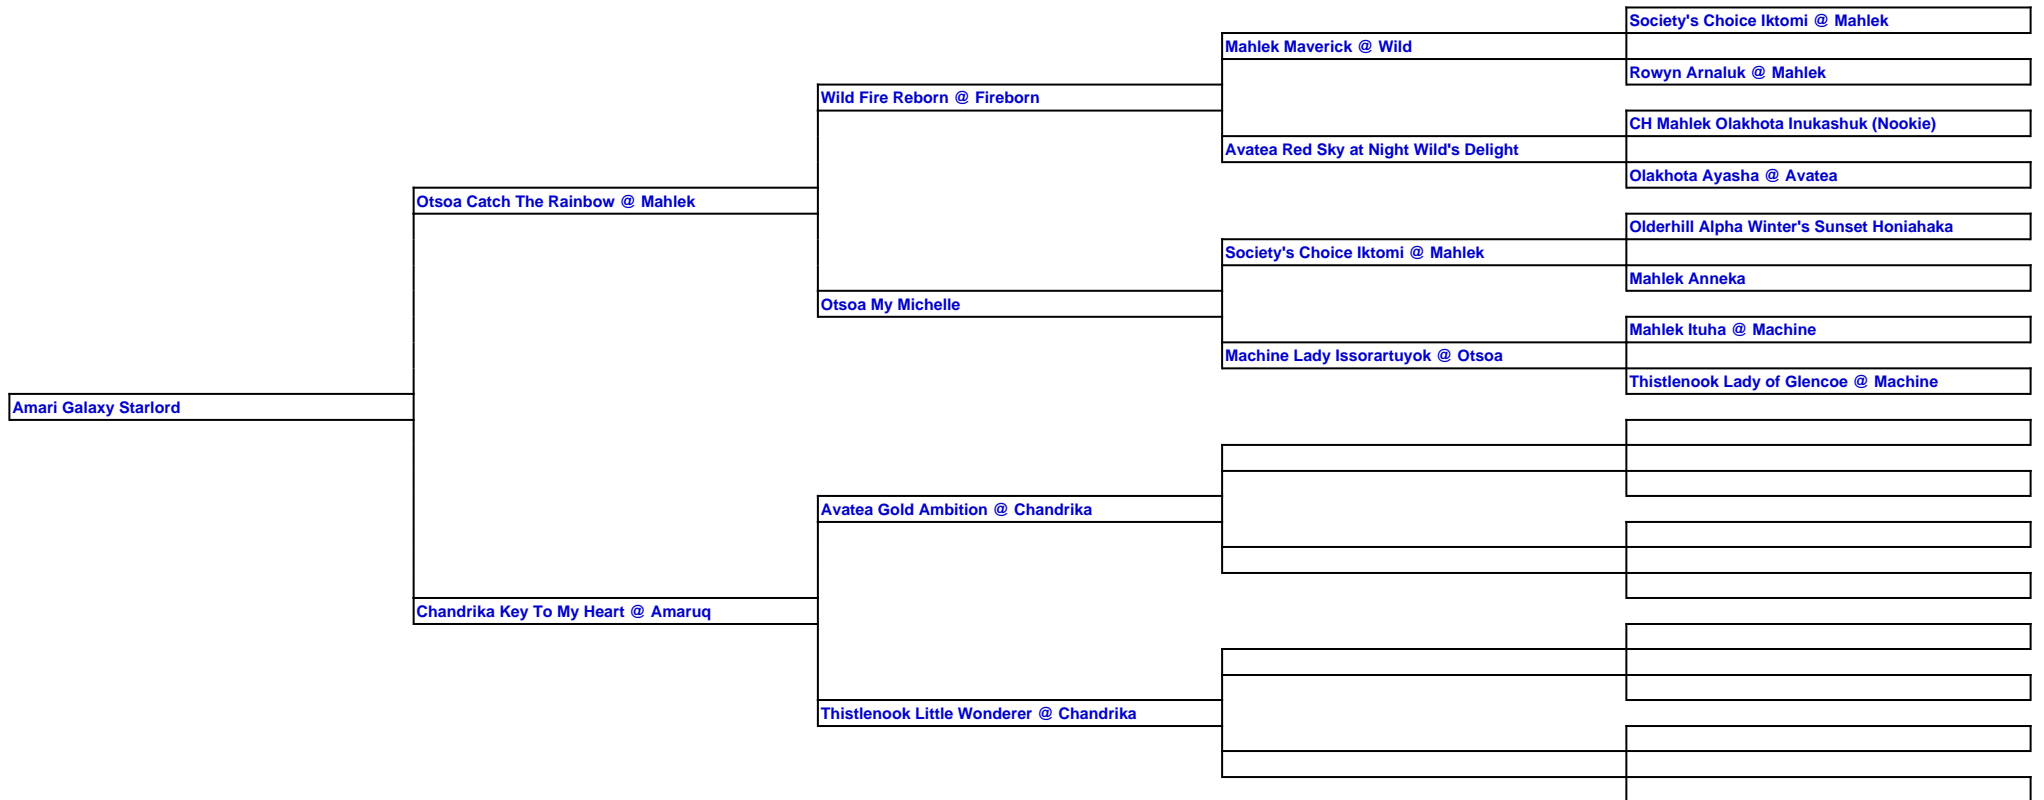 Society's Choice Iktomi @ Mahlek
Mahlek Maverick @ Wild
Rowyn Arnaluk @ Mahlek
Wild Fire Reborn @ Fireborn
CH Mahlek Olakhota Inukashuk (Nookie)
Avatea Red Sky at Night Wild's Delight
Olakhota Ayasha @ Avatea
Otsoa Catch The Rainbow @ Mahlek
Olderhill Alpha Winter's Sunset Honiahaka
Society's Choice Iktomi @ Mahlek
Mahlek Anneka
Otsoa My Michelle
Mahlek Ituha @ Machine
Machine Lady Issorartuyok @ Otsoa
Thistlenook Lady of Glencoe @ Machine
Amari Galaxy Starlord
Avatea Gold Ambition @ Chandrika
Chandrika Key To My Heart @ Amaruq
Thistlenook Little Wonderer @ Chandrika